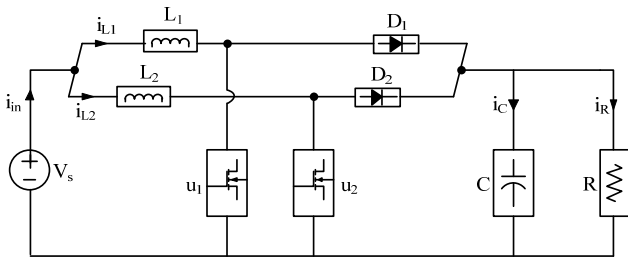 i_L1
L_1
D_1
i_in
L_2
i_L2
D_2
i_C
i_R
V_s
u_1
u_2
C
R